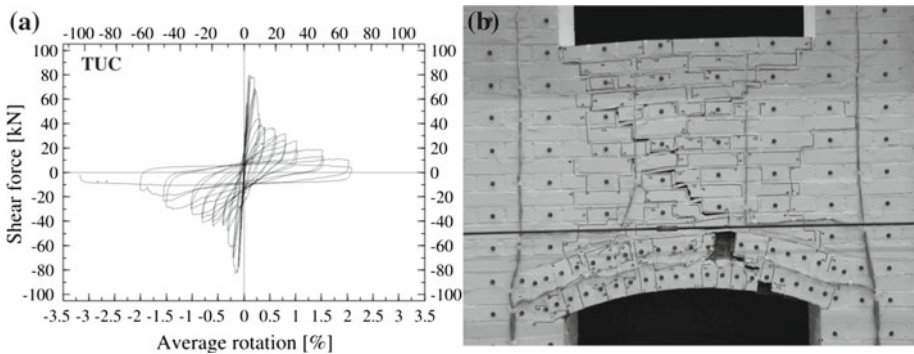 (a)
-100 -80 -60 -40 -20 0 20 40 60 80 100
TUC
100 100
80 80
60 60
40 40
20 20
0 0
-20 -20
-40 -40
-60 -60
-80 -80
-100 -100
Shear force [kN]
-3.5 -3 -2.5 -2 -1.5 -1 -0.5 0 0.5 1 1.5 2 2.5 3 3.5
Average rotation [%]
(b)